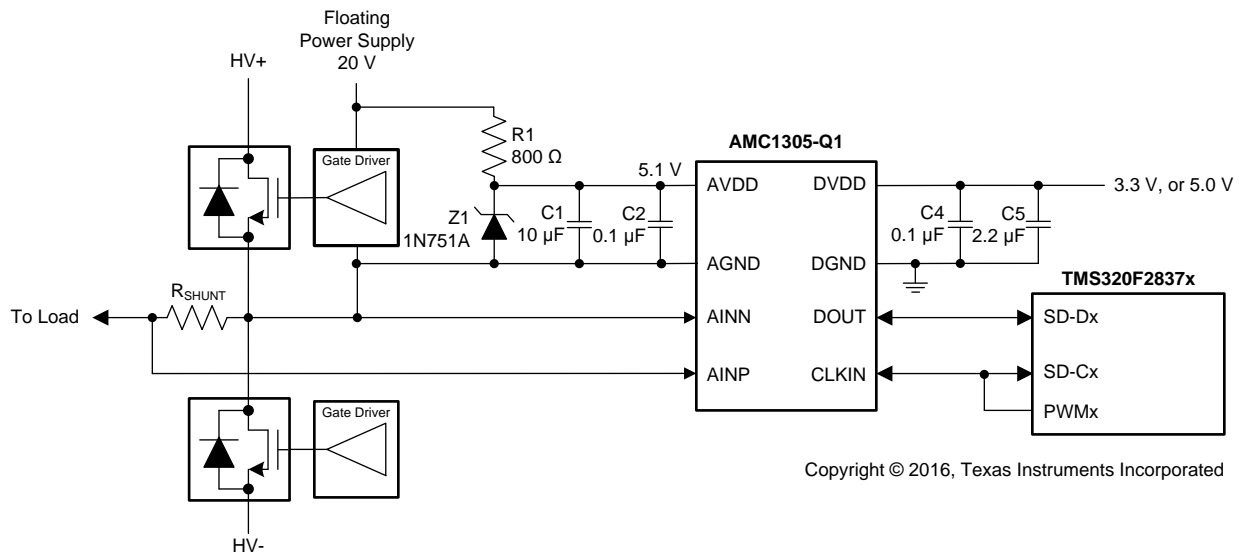 Floating
Power Supply
20 V
HV+
R1
800 Ω
AMC1305-Q1
Gate Driver
5.1 V
AVDD
DVDD
3.3 V, or 5.0 V
Z1
1N751A
C1
10 µF
C2
0.1 µF
C4
0.1 µF
C5
2.2 µF
AGND
DGND
TMS320F2837x
RSHUNT
To Load
AINN
DOUT
SD-Dx
AINP
CLKIN
SD-Cx
PWMx
Gate Driver
Copyright © 2016, Texas Instruments Incorporated
HV-